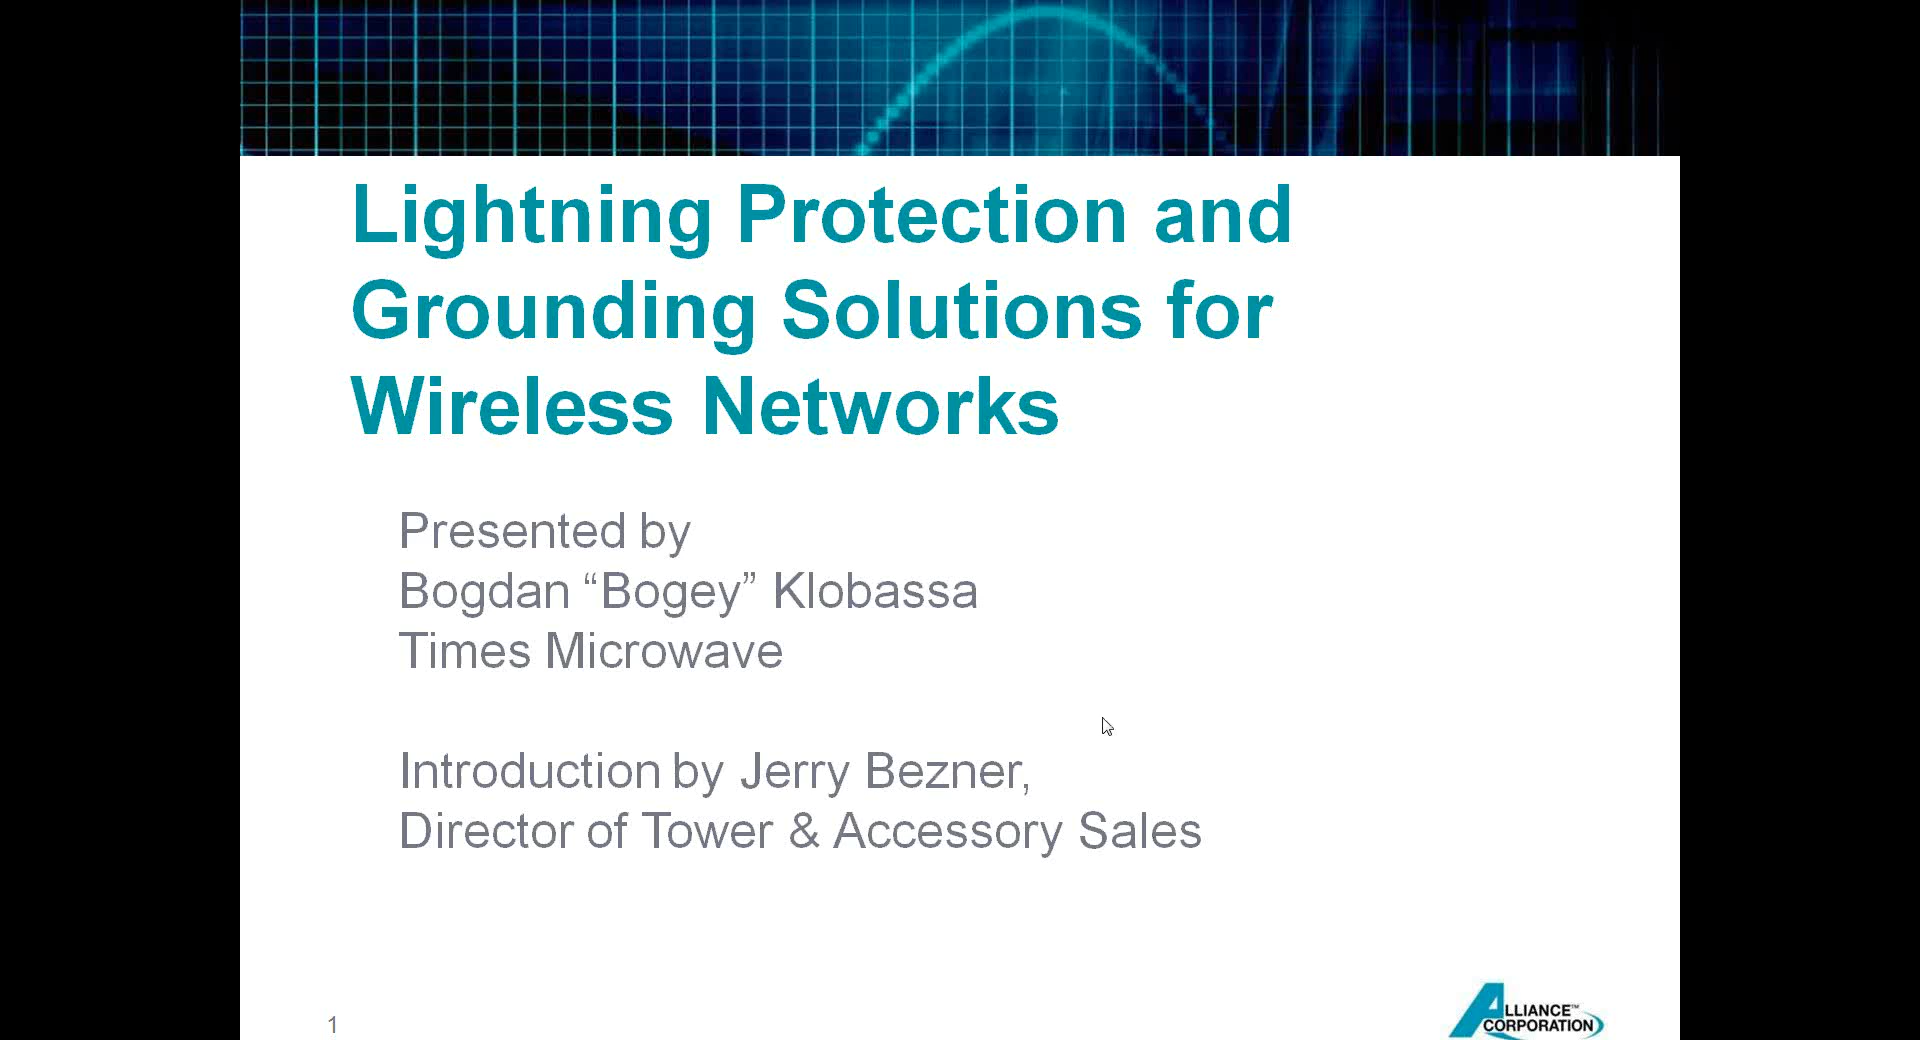 Lightning Protection and
Grounding Solutions for
Wireless Networks
Presented by
Bogdan “Bogey” Klobassa
Times Microwave
Introduction by Jerry Bezner,
Director of Tower & Accessory Sales
1
ALLIANCE™
CORPORATION